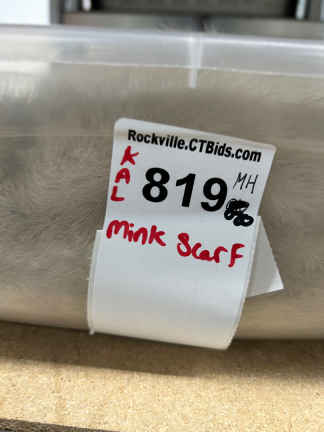 Rockville.CTBids.com
KAL
819 MH
Mink Scarf